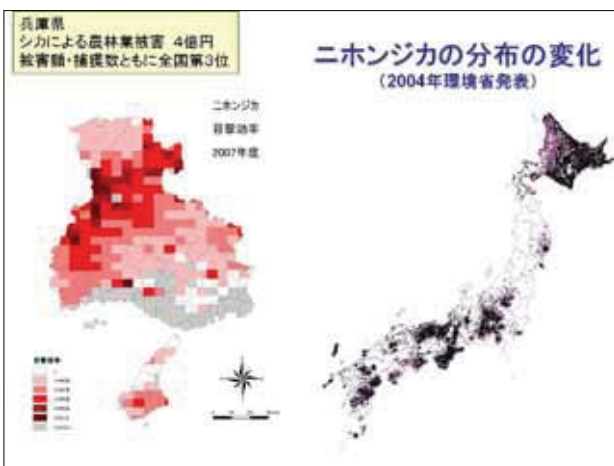 兵庫県
シカによる農林業被害 4億円
被害額・捕獲数ともに全国第3位
ニホンジカの分布の変化
(2004年環境省発表)
ニホンジカ
目撃効率
2007年度